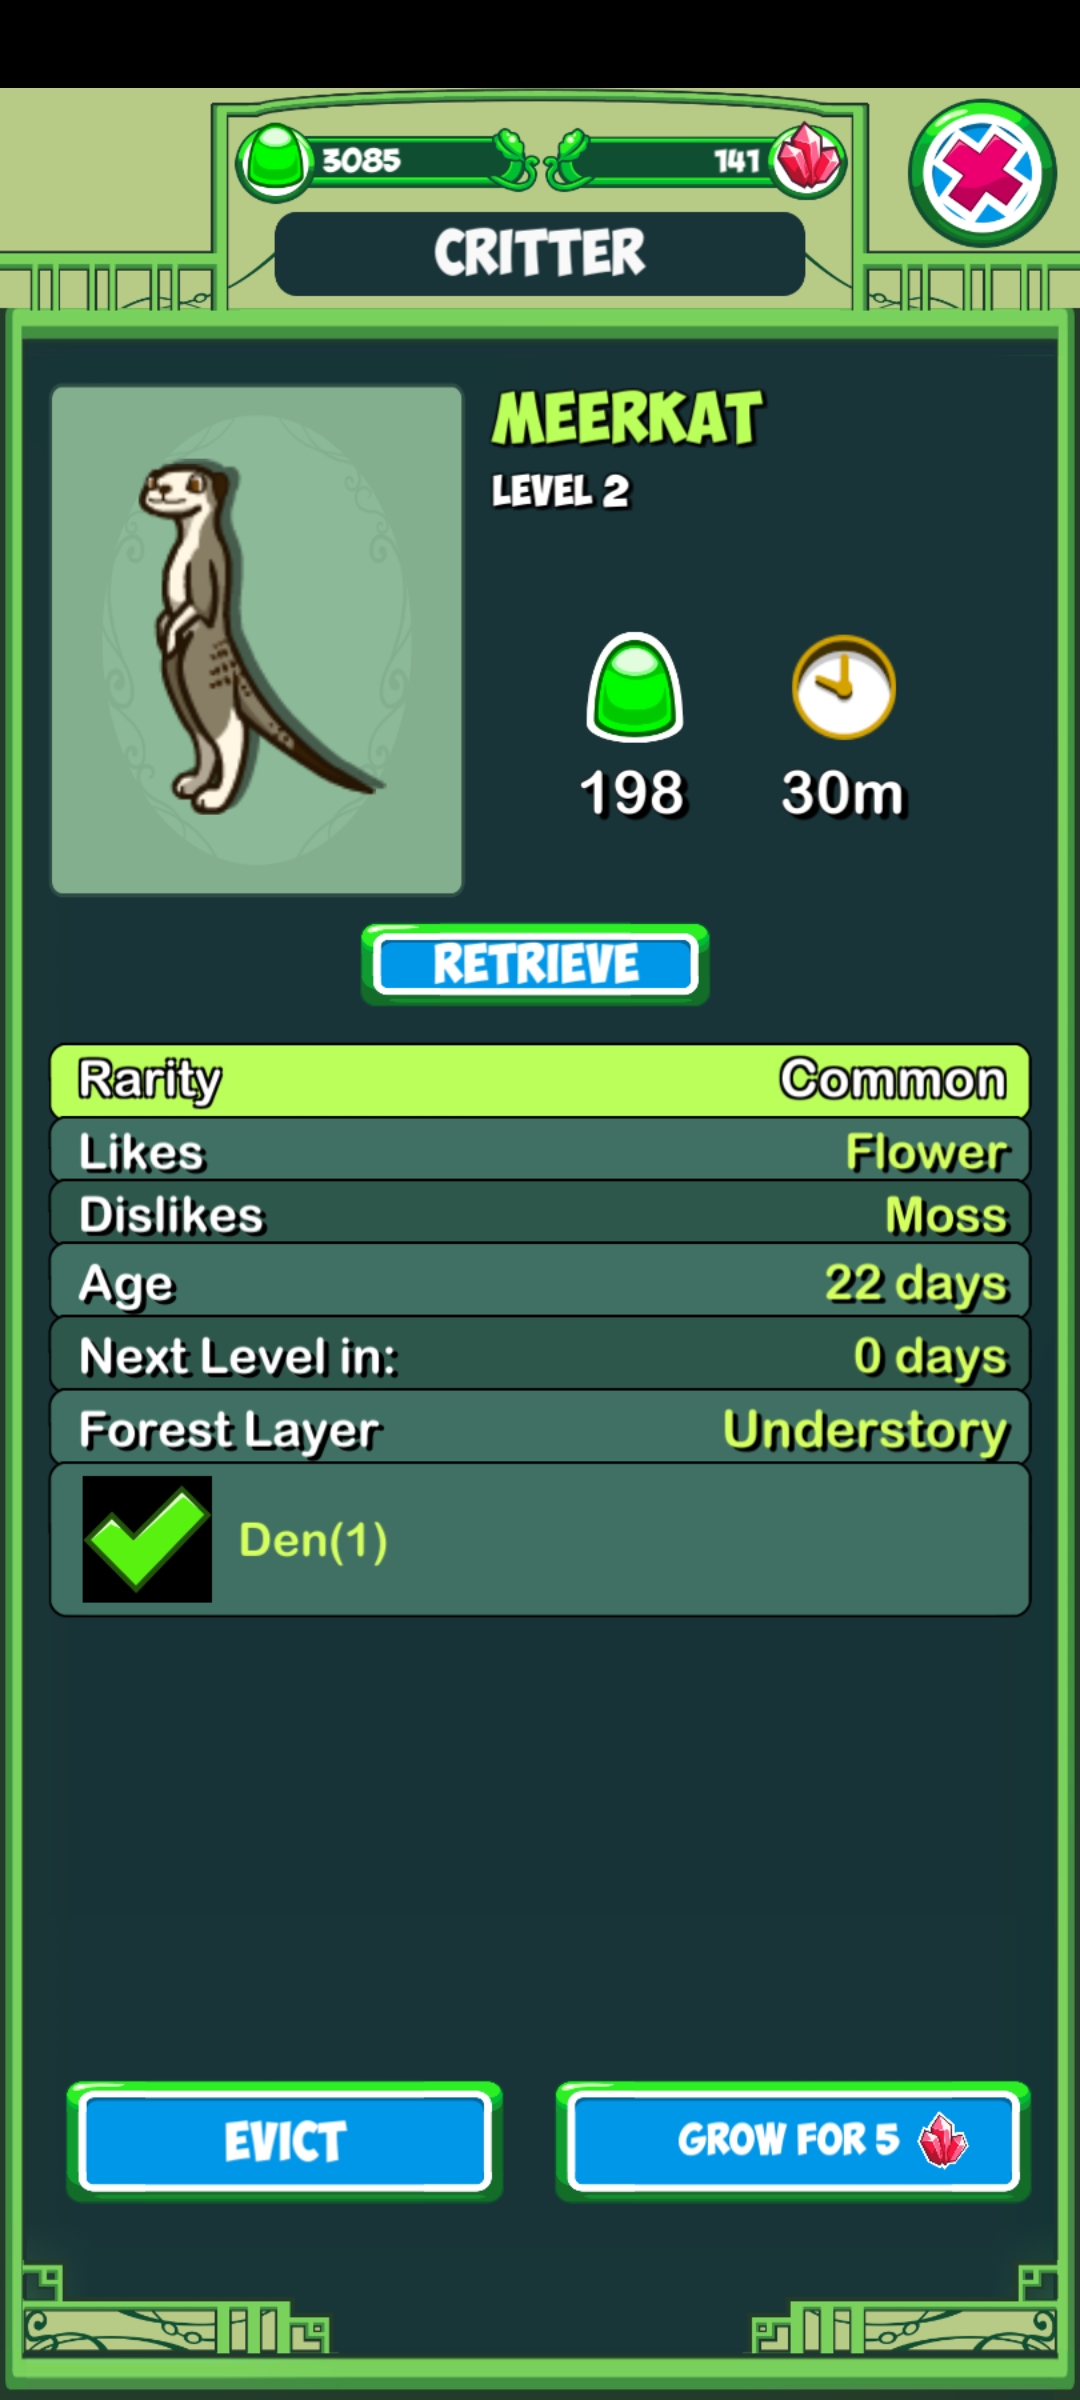 3085 141
CRITTER
MEERKAT
LEVEL 2
198 30m
RETRIEVE
Rarity Common
Likes Flower
Dislikes Moss
Age 22 days
Next Level in: 0 days
Forest Layer Understory
Den(1)
EVICT GROW FOR 5